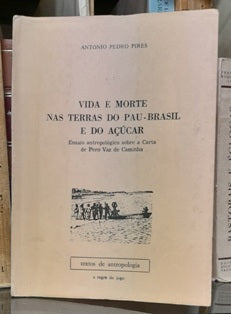 ANTONIO PEDRO PIRES
VIDA E MORTE
NAS TERRAS DO PAU-BRASIL
E DO AÇÚCAR
Ensaio antropológico sobre a Carta
de Pero Vaz de Caminha
textos de antropologia
a regra do jogo